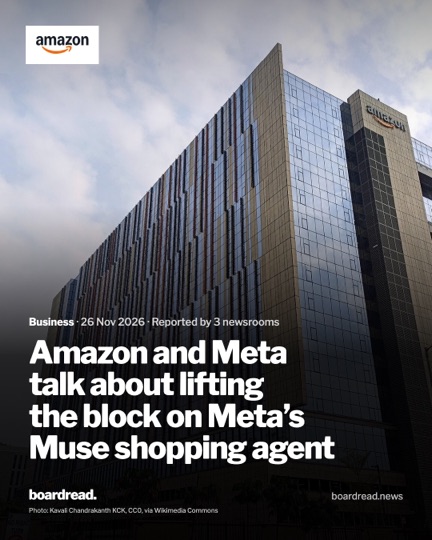 amazon
amazon
Business · 26 Nov 2026 · Reported by 3 newsrooms
Amazon and Meta
talk about lifting
the block on Meta's
Muse shopping agent
boardread.
boardread.news
Photo: Kavali Chandrakanth KCK, CC0, via Wikimedia Commons